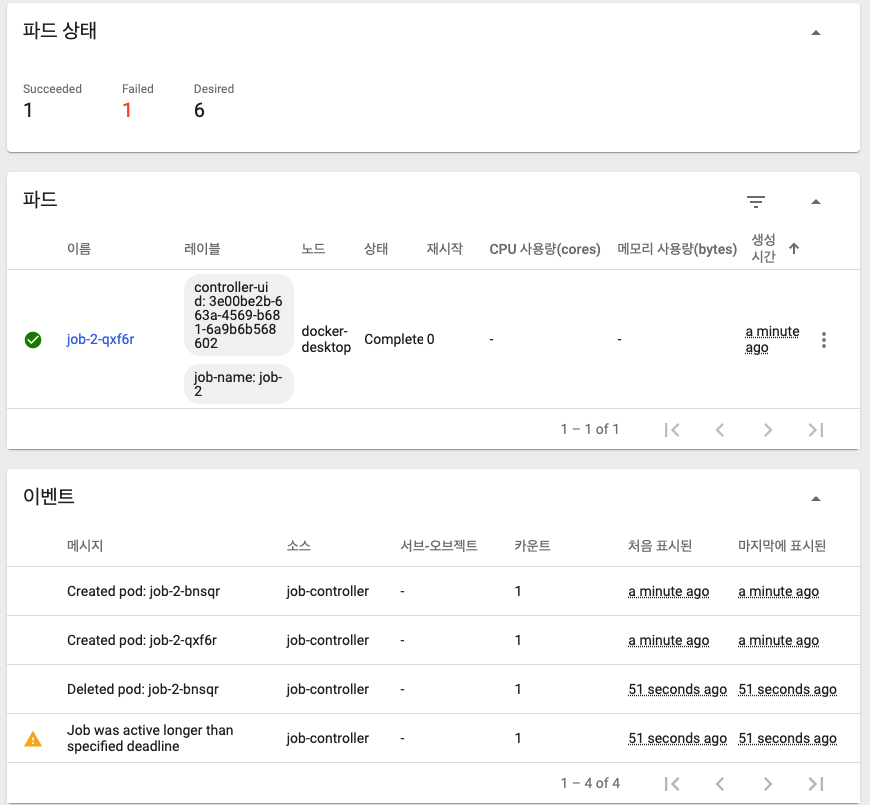 파드 상태
Succeeded Failed Desired
1 1 6
파드
이름 레이블 노드 상태 재시작 CPU 사용량(cores) 메모리 사용량(bytes) 생성
시간
controller-ui
d: 3e00be2b-6
63a-4569-b68
1-6a9b6b568
602
job-2-qxf6r docker-
desktop Complete 0 - - a minute
ago
job-name: job-
2
1 – 1 of 1
이벤트
메시지 소스 서브-오브젝트 카운트 처음 표시된 마지막에 표시된
Created pod: job-2-bnsqr job-controller - 1 a minute ago a minute ago
Created pod: job-2-qxf6r job-controller - 1 a minute ago a minute ago
Deleted pod: job-2-bnsqr job-controller - 1 51 seconds ago 51 seconds ago
Job was active longer than
specified deadline job-controller - 1 51 seconds ago 51 seconds ago
1 – 4 of 4